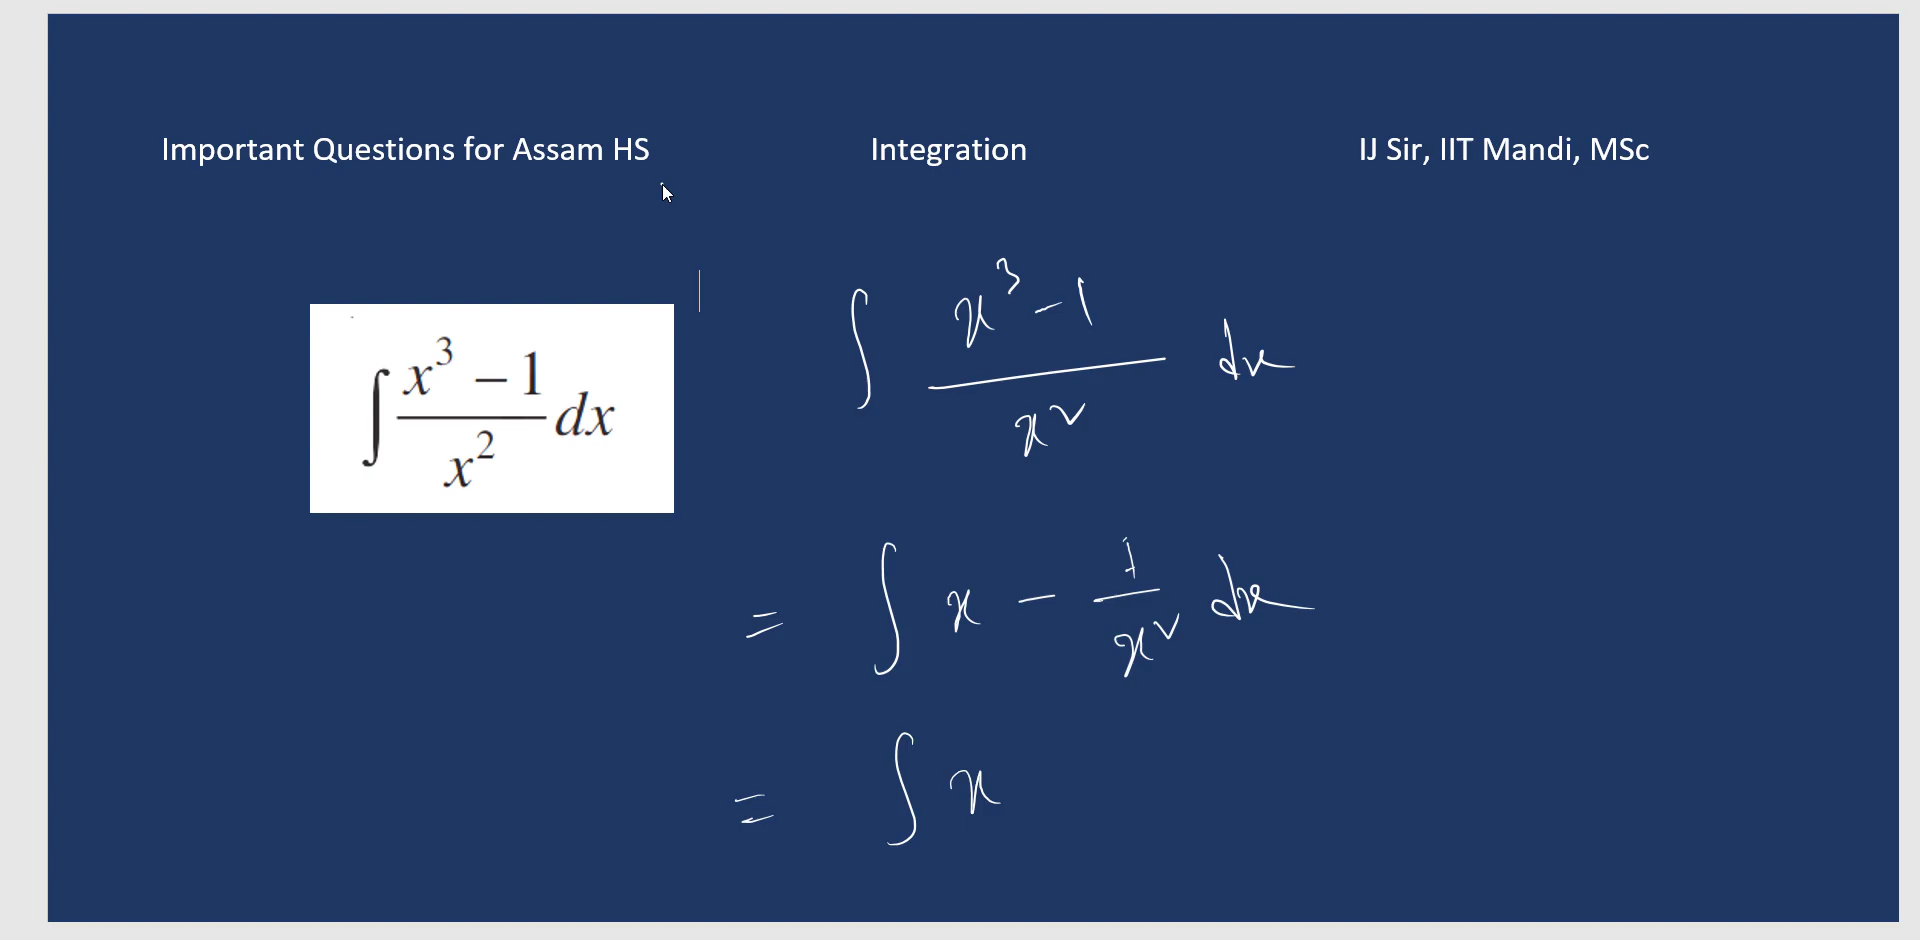 Important Questions for Assam HS Integration IJ Sir, IIT Mandi, MSc
∫ (x³ − 1)/x² dx
∫ (x³ − 1)/x² dx
= ∫ x − 1/x² dx
= ∫ x